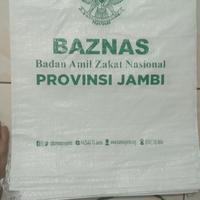 BAZNAS
Badan Amil Zakat Nasional
PROVINSI JAMBI